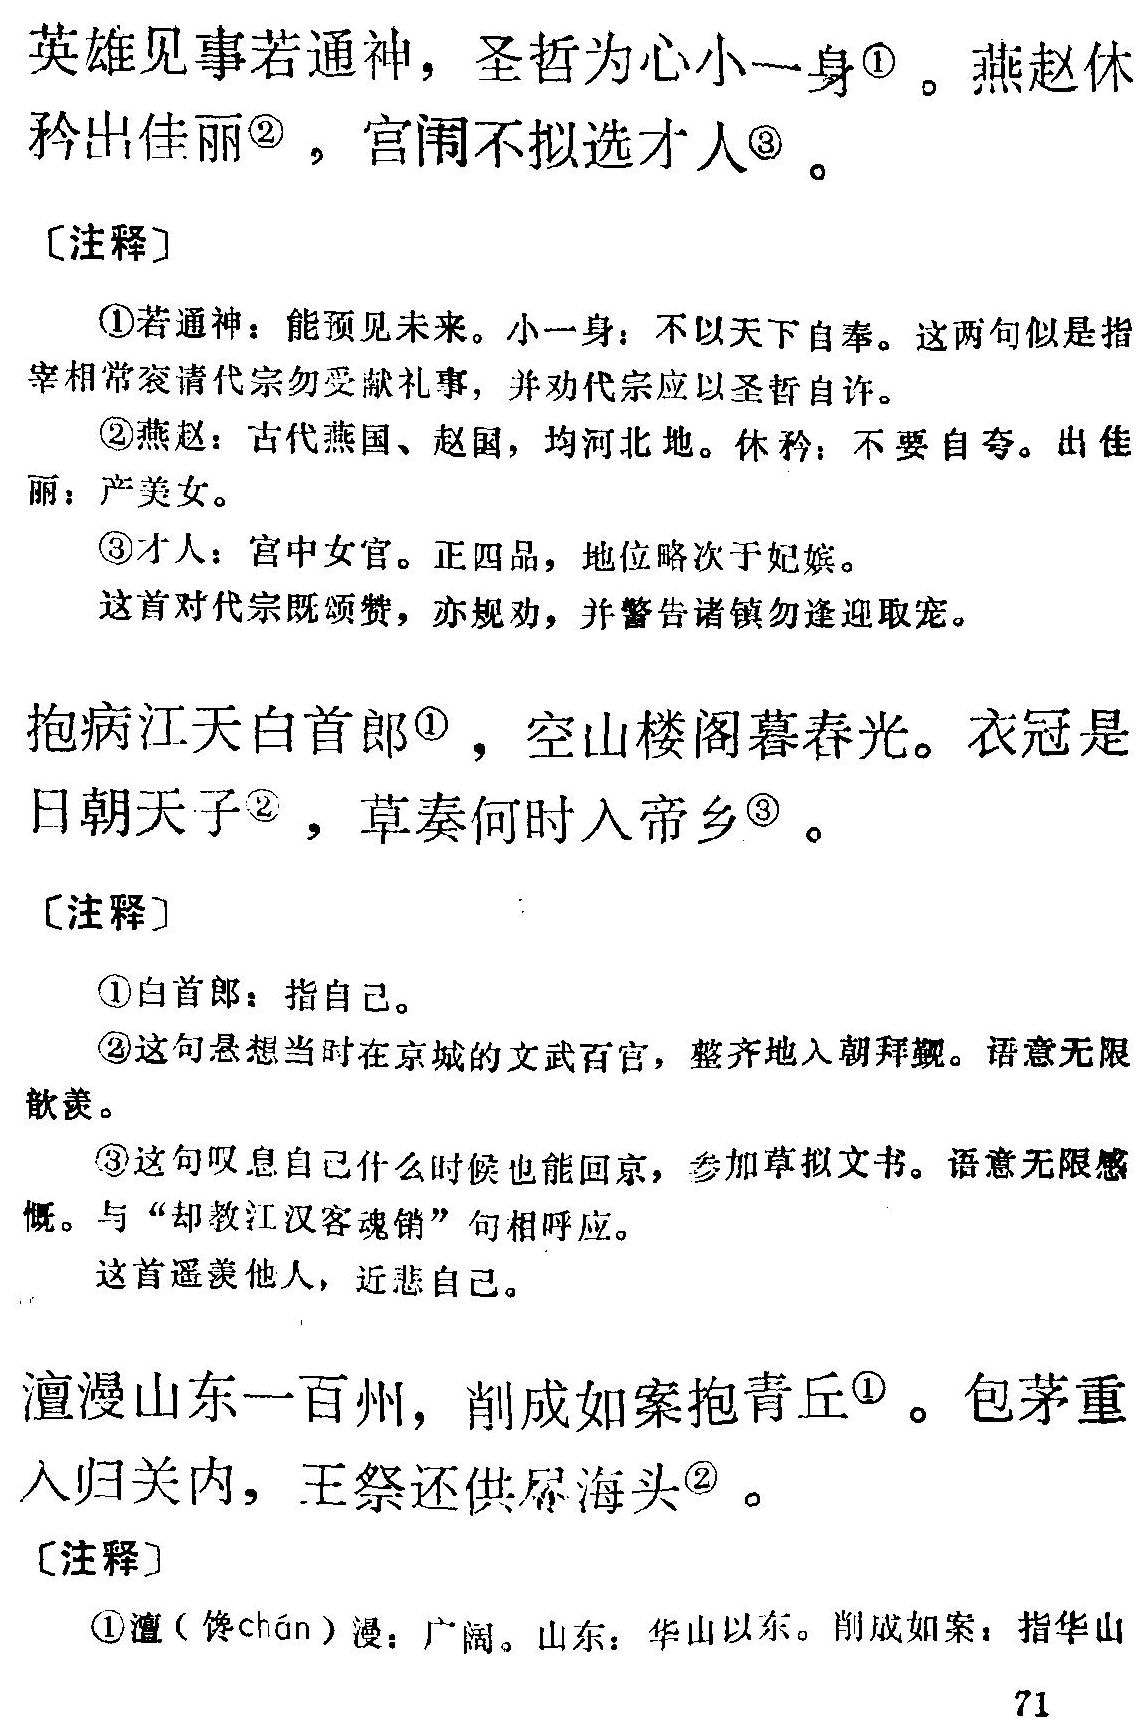 英雄见事若通神，圣哲为心小一身①。燕赵休
矜出佳丽②，宫闱不拟选才人③。
〔注释〕
①若通神：能预见未来。小一身：不以天下自奉。这两句似是指
宰相常衮请代宗勿受献礼事，并劝代宗应以圣哲自许。
②燕赵：古代燕国、赵国，均河北地。休矜：不要自夸。出佳
丽：产美女。
③才人：宫中女官。正四品，地位略次于妃嫔。
这首对代宗既颂赞，亦规劝，并警告诸镇勿逢迎取宠。
抱病江天白首郎①，空山楼阁暮春光。衣冠是
日朝天子②，草奏何时入帝乡③。
〔注释〕
①白首郎：指自己。
②这句悬想当时在京城的文武百官，整齐地入朝拜觐。语意无限
歆羡。
③这句叹息自己什么时候也能回京，参加草拟文书。语意无限感
慨。与“却教江汉客魂销”句相呼应。
这首遥羡他人，近悲自己。
澶漫山东一百州，削成如案抱青丘①。包茅重
入归关内，王祭还供尽海头②。
〔注释〕
①澶（馋chán）漫：广阔。山东：华山以东。削成如案：指华山
71